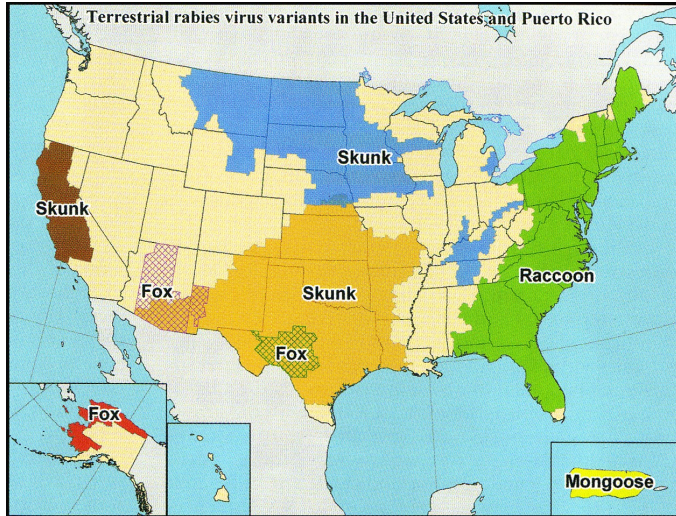 Terrestrial rabies virus variants in the United States and Puerto Rico
Skunk
Skunk
Raccoon
Fox
Skunk
Fox
Fox
Mongoose